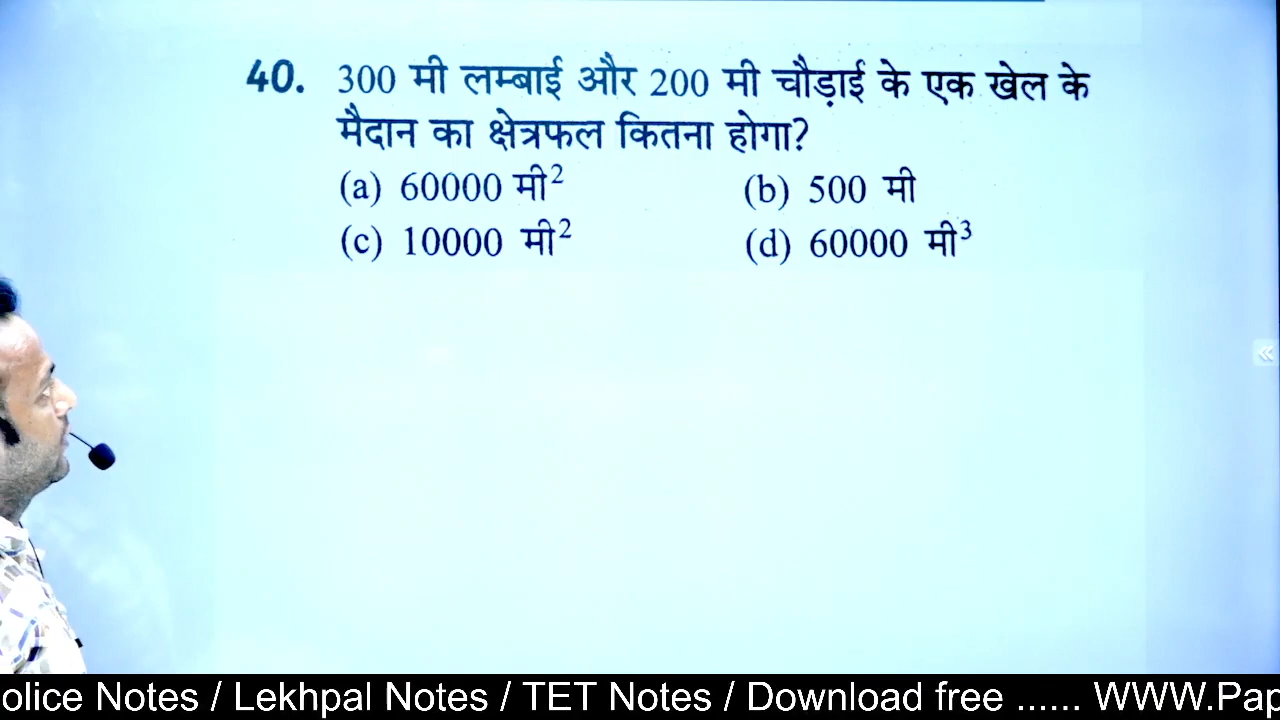 40. 300 मी लम्बाई और 200 मी चौड़ाई के एक खेल के
मैदान का क्षेत्रफल कितना होगा?
(a) 60000 मी² (b) 500 मी
(c) 10000 मी² (d) 60000 मी³
olice Notes / Lekhpal Notes / TET Notes / Download free ...... WWW.Pap